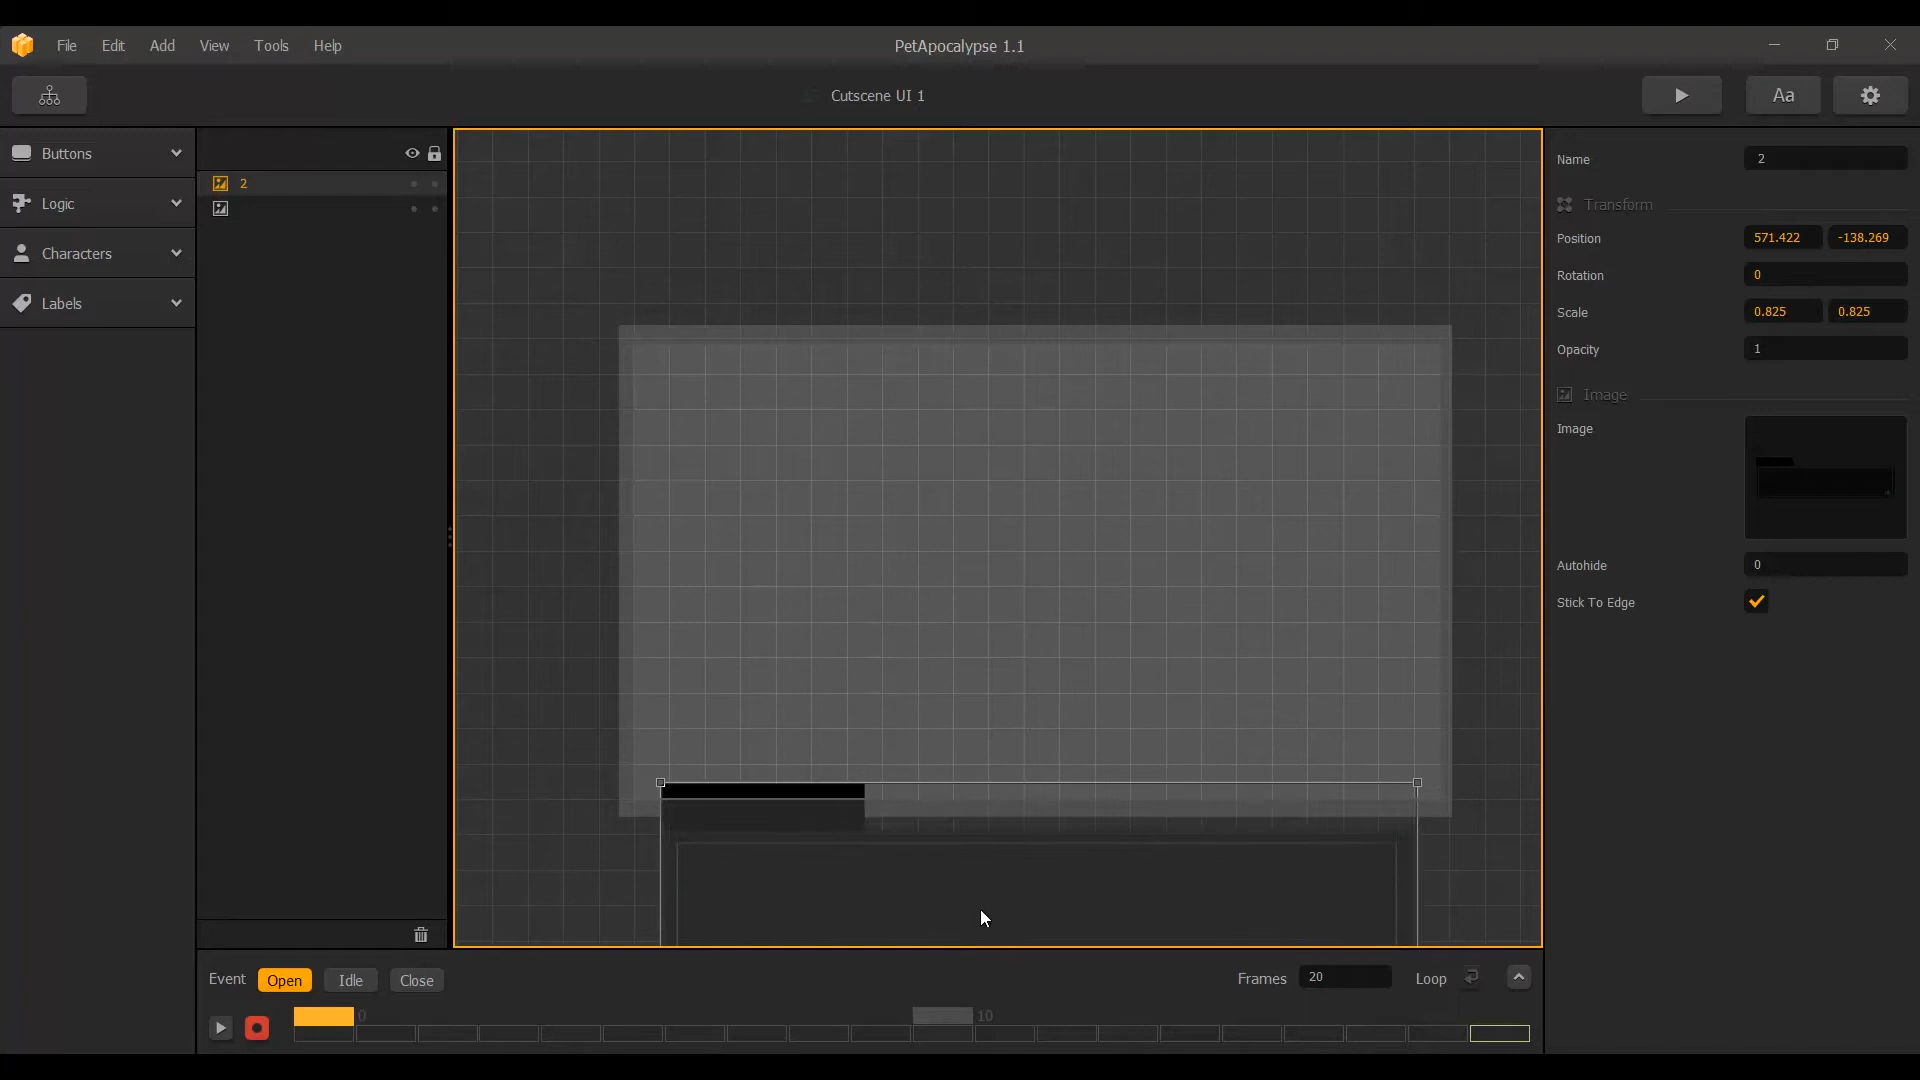 File Edit Add View Tools Help PetApocalypse 1.1
Cutscene UI 1 Aa
Buttons
Logic
Characters
Labels
2
Name 2
Transform
Position 571.422 -138.269
Rotation 0
Scale 0.825 0.825
Opacity 1
Image
Image
Autohide 0
Stick To Edge
Event Open Idle Close Frames 20 Loop
0 10